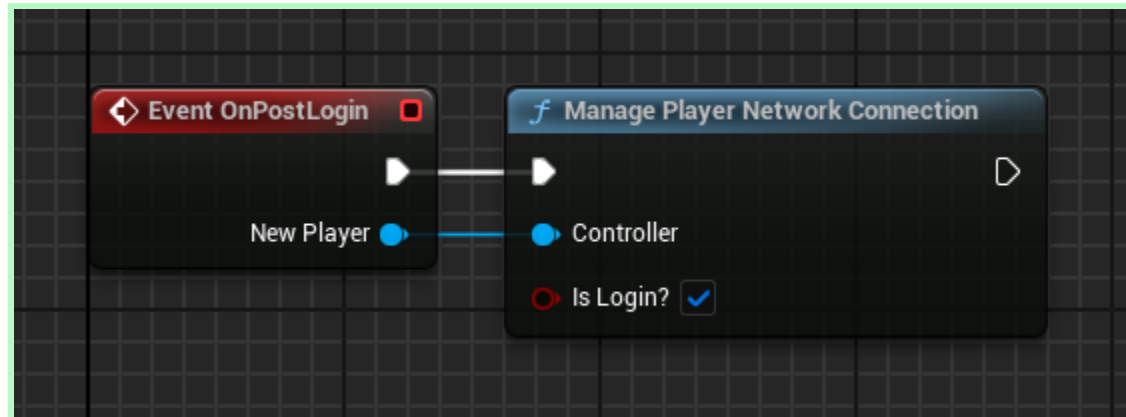 Event OnPostLogin
New Player
f Manage Player Network Connection
Controller
Is Login?